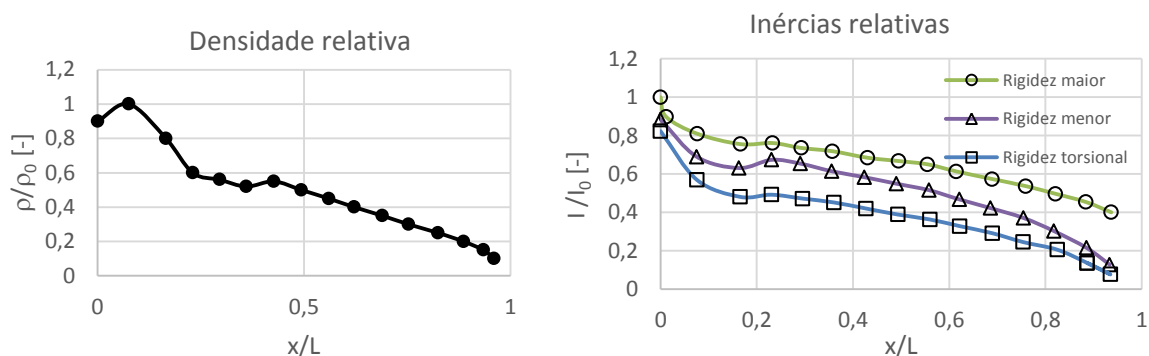 Densidade relativa
ρ/ρ₀ [-]
1,2
1
0,8
0,6
0,4
0,2
0
0
0,5
1
x/L
Inércias relativas
I /I₀ [-]
1,2
1
0,8
0,6
0,4
0,2
0
0
0,2
0,4
0,6
0,8
1
x/L
Rigidez maior
Rigidez menor
Rigidez torsional